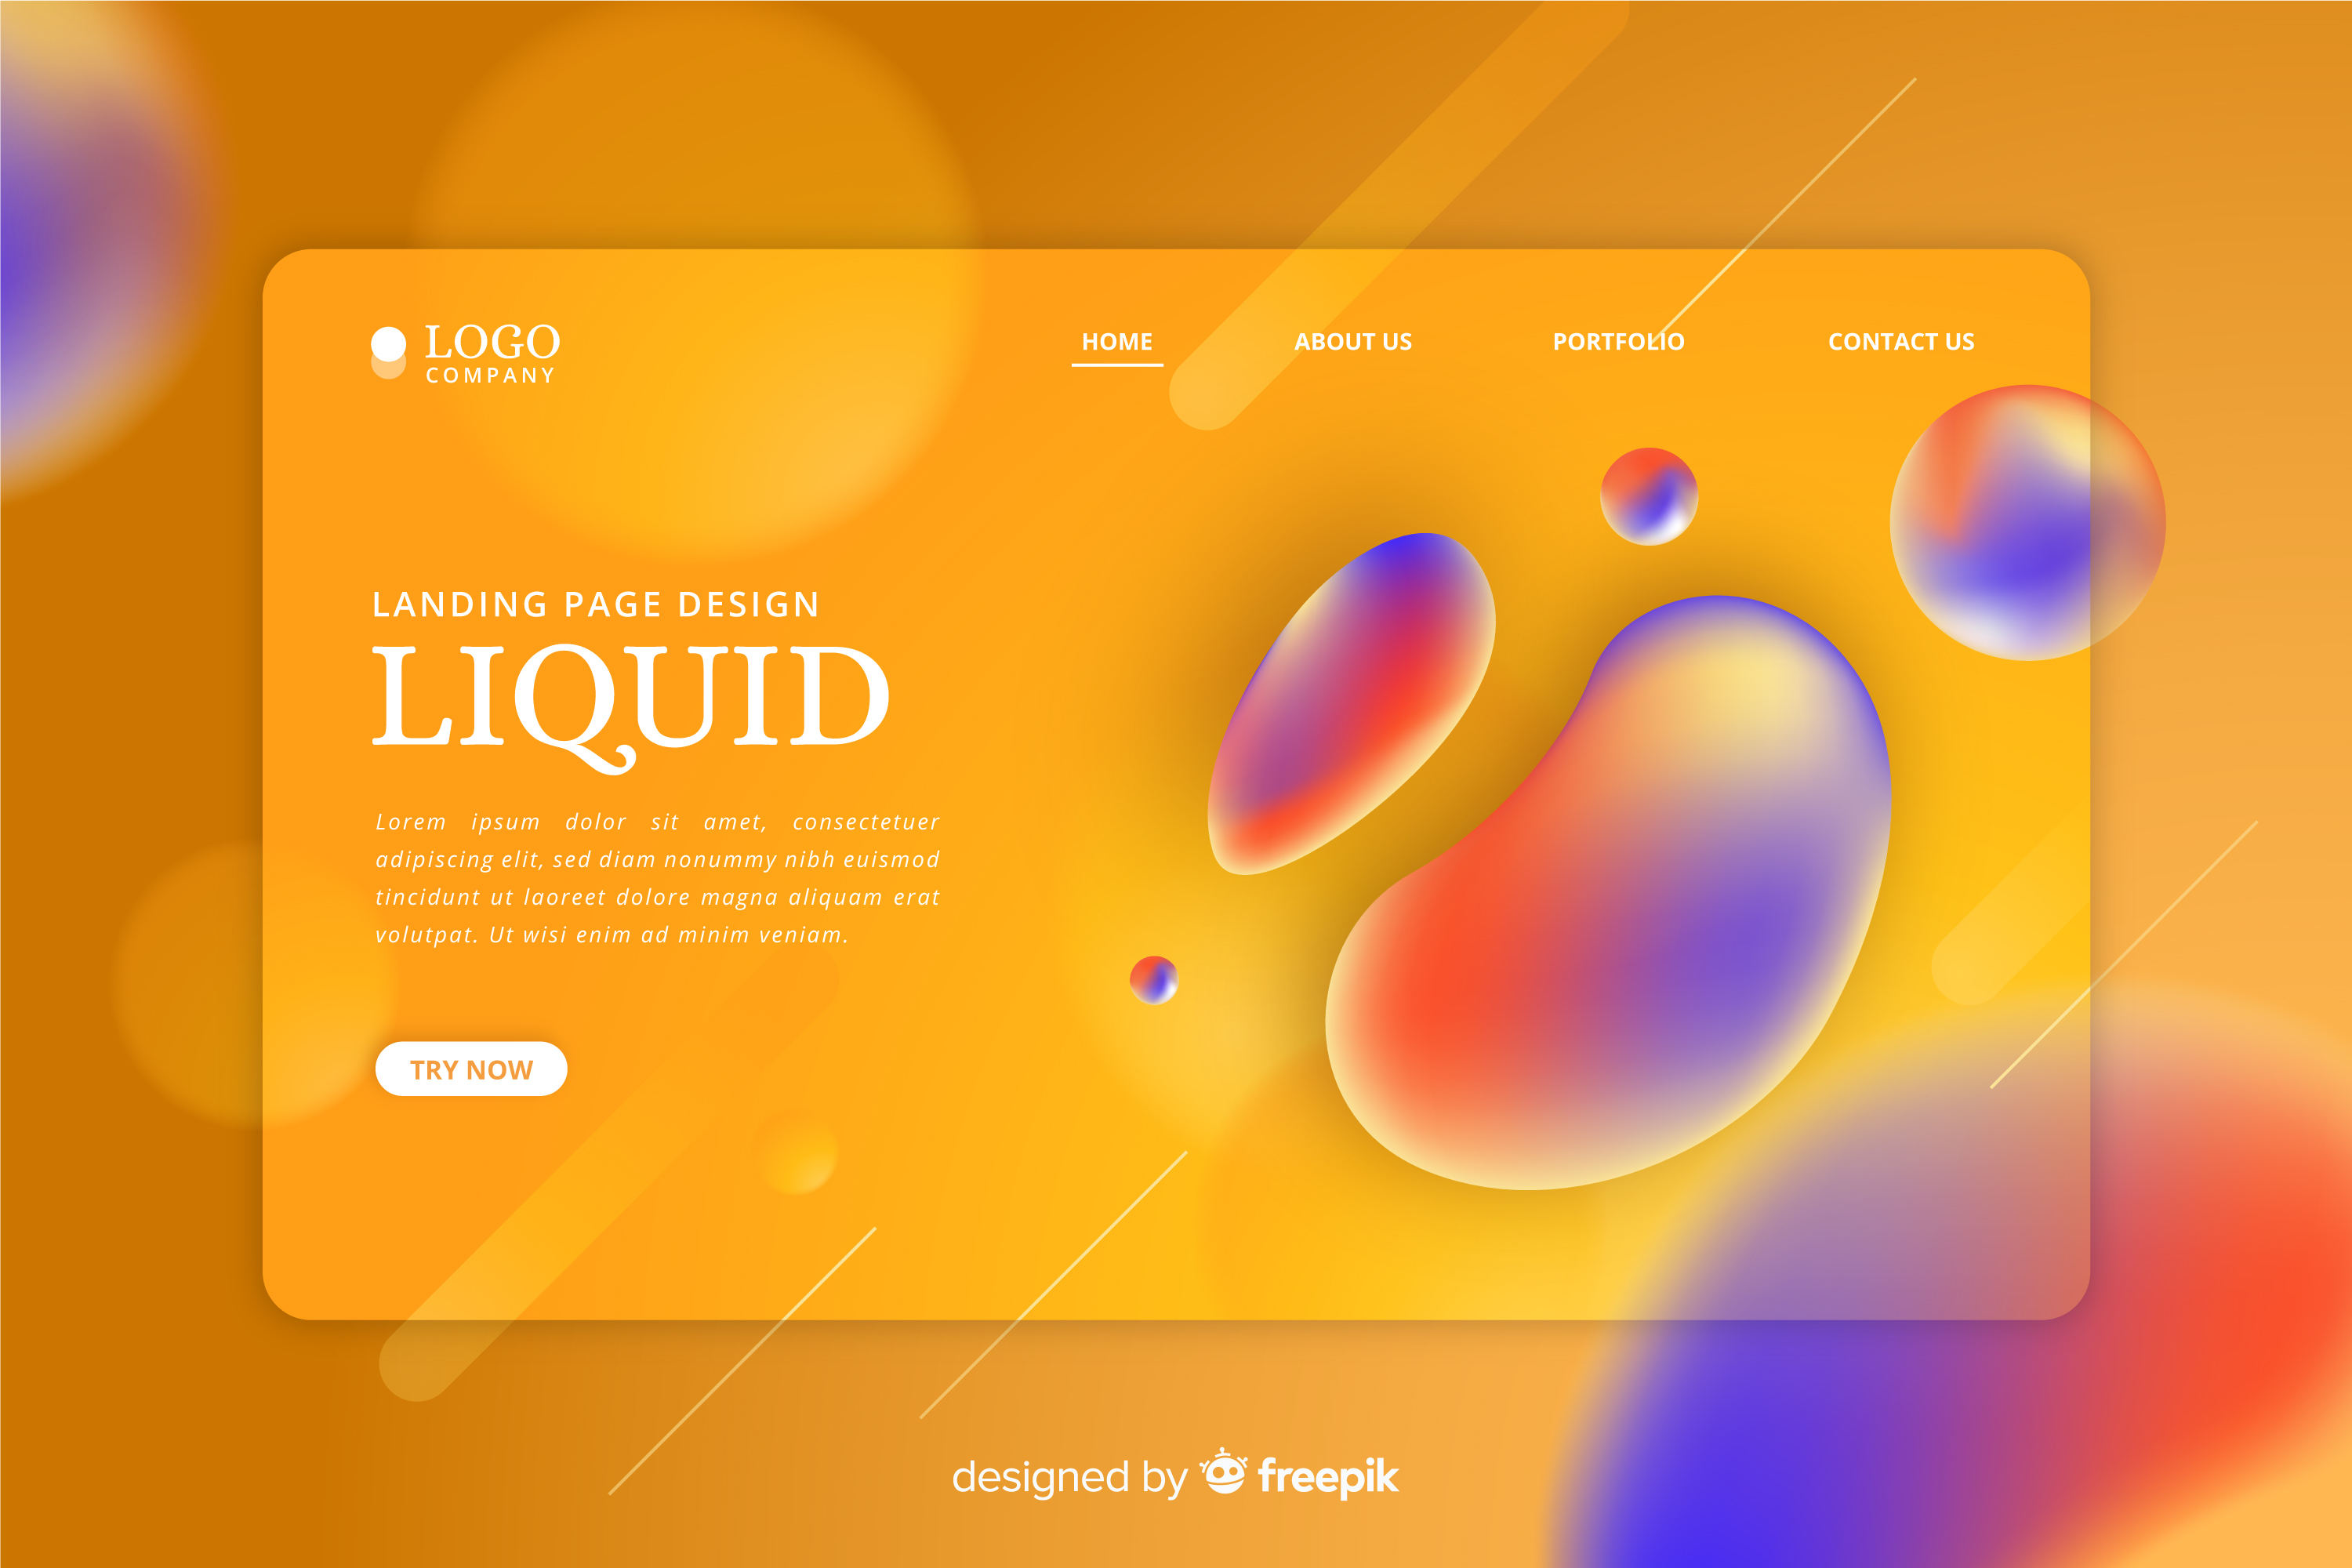 LOGO
COMPANY
HOME ABOUT US PORTFOLIO CONTACT US
LANDING PAGE DESIGN
LIQUID
Lorem ipsum dolor sit amet, consectetuer
adipiscing elit, sed diam nonummy nibh euismod
tincidunt ut laoreet dolore magna aliquam erat
volutpat. Ut wisi enim ad minim veniam.
TRY NOW
designed by freepik